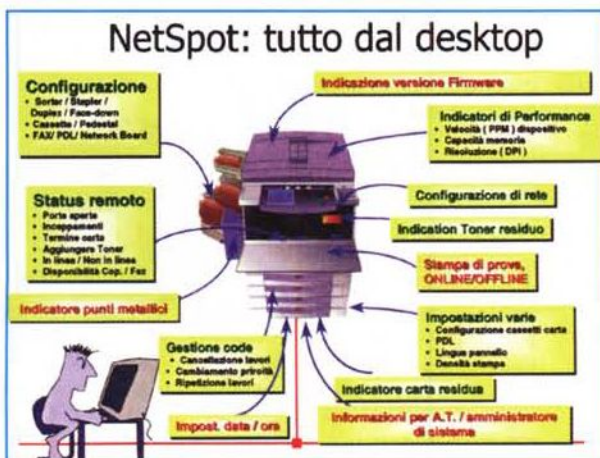 NetSpot: tutto dal desktop
Configurazione
• Sorter / Stapler /
Duplex / Face-down
• Cassette / Pedestal
• FAX/ PDL/ Network Board
Indicazione versione Firmware
Indicatori di Performance
• Velocità ( PPM ) dispositivo
• Capacità memorie
• Risoluzione ( DPI )
Status remoto
• Porte aperte
• Inceppamenti
• Termine carta
• Aggiungere Toner
• In linea / Non in linea
• Disponibilità Cop. / Fax
Configurazione di rete
Indication Toner residuo
Stampa di prove,
ONLINE/OFFLINE
Indicatore punti metallici
Impostazioni varie
• Configurazione cassetti carta
• PDL
• Lingua pannello
• Densità stampa
Gestione code
• Cancellazione lavori
• Cambiamento priorità
• Ripetizione lavori
Indicatore carta residua
Impost. data / ora
Informazioni per A.T. / amministratore
di sistema